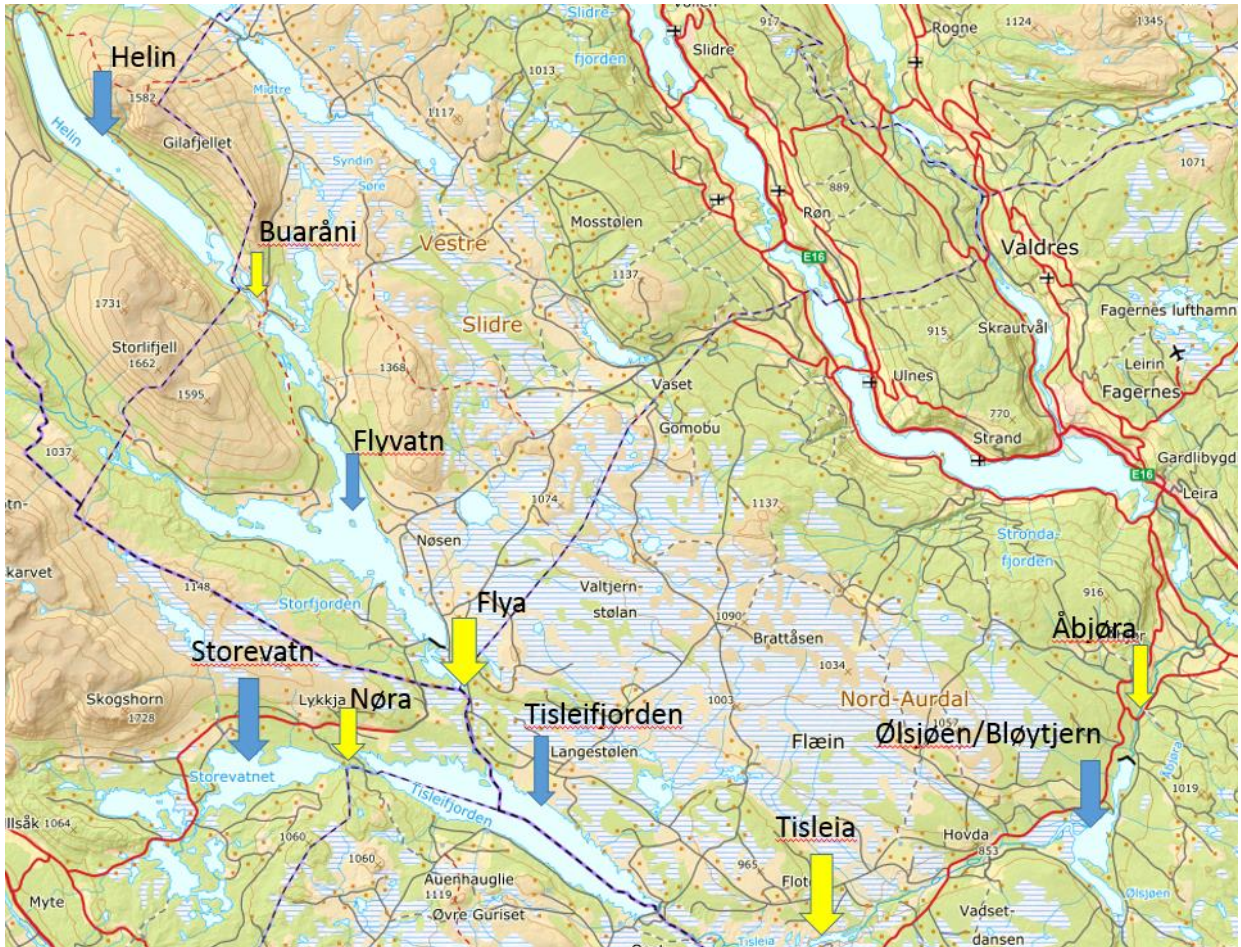 Helin
Helin
1582
Gilafjellet
Midtre
1013
1117
Slidre-
fjorden
Slidre
917
Rogne
1124
1345
Syndin
Søre
Buaråni
Vestre
Slidre
Mosstølen
1137
Røn
889
E16
1071
Valdres
Fagernes lufthamn
Skrautvål
915
Leirin
Fagernes
1731
Storlifjell
1662
1595
1368
Vaset
Gomobu
Ulnes
770
Strand
Gardlibygd
E16
Leira
Flyvatn
1037
1074
1137
Nøsen
Stronda-
fjorden
karvet
1148
Storfjorden
Flya
Valtjern-
stølan
1090
Brattåsen
916
Åbjøra
Storevatn
1034
Skogshorn
1728
Lykkja
Nøra
Tisleifjorden
1003
Nord-Aurdal
1057
Ølsjøen/Bløytjern
Langestølen
Flæin
Åbjøra
Storevatnet
Tisleifjorden
1019
llsåk
1064
1060
1060
Tisleia
Hovda
853
965
Auenhauglie
1119
Øvre Guriset
Myte
Vadset-
dansen
Ølsjøen
Tisleia